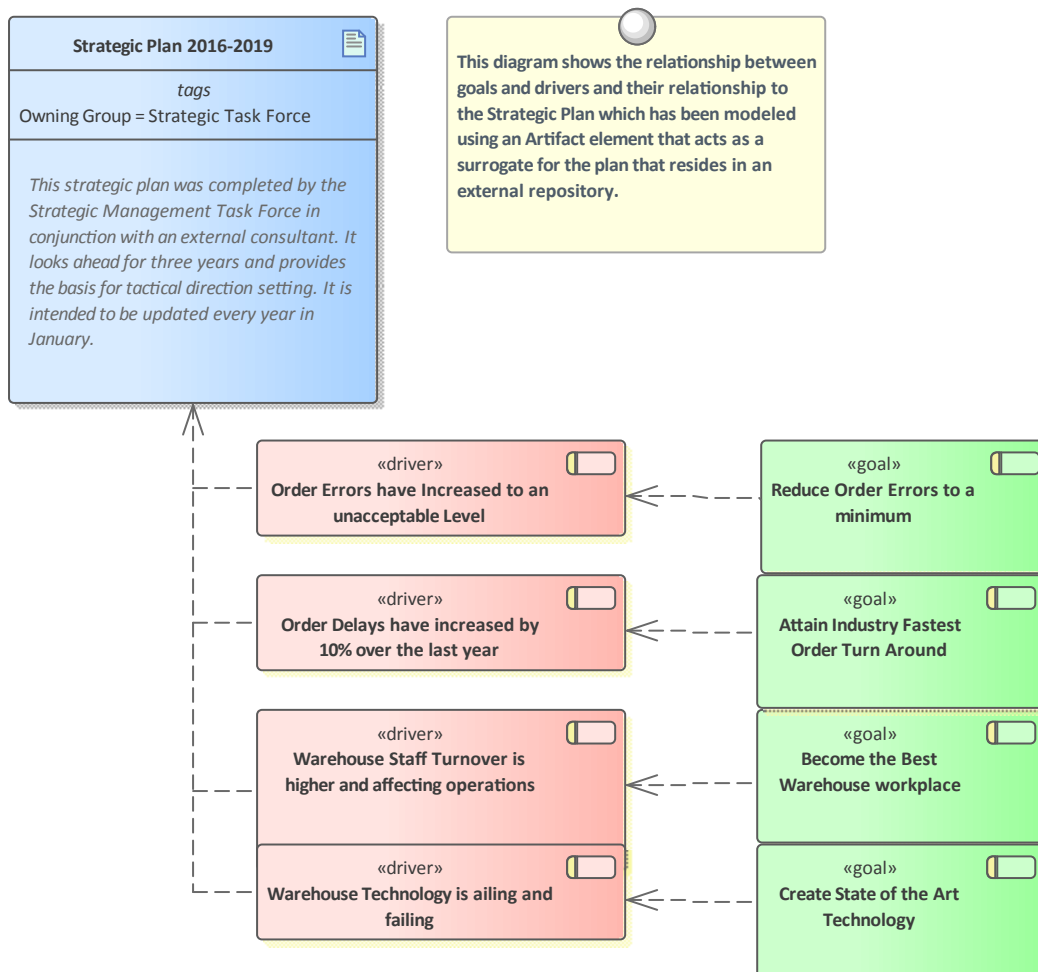 Strategic Plan 2016-2019
tags
Owning Group = Strategic Task Force
This strategic plan was completed by the
Strategic Management Task Force in
conjunction with an external consultant. It
looks ahead for three years and provides
the basis for tactical direction setting. It is
intended to be updated every year in
January.
This diagram shows the relationship between
goals and drivers and their relationship to
the Strategic Plan which has been modeled
using an Artifact element that acts as a
surrogate for the plan that resides in an
external repository.
«driver»
Order Errors have Increased to an
unacceptable Level
«goal»
Reduce Order Errors to a
minimum
«driver»
Order Delays have increased by
10% over the last year
«goal»
Attain Industry Fastest
Order Turn Around
«driver»
Warehouse Staff Turnover is
higher and affecting operations
«goal»
Become the Best
Warehouse workplace
«driver»
Warehouse Technology is ailing and
failing
«goal»
Create State of the Art
Technology